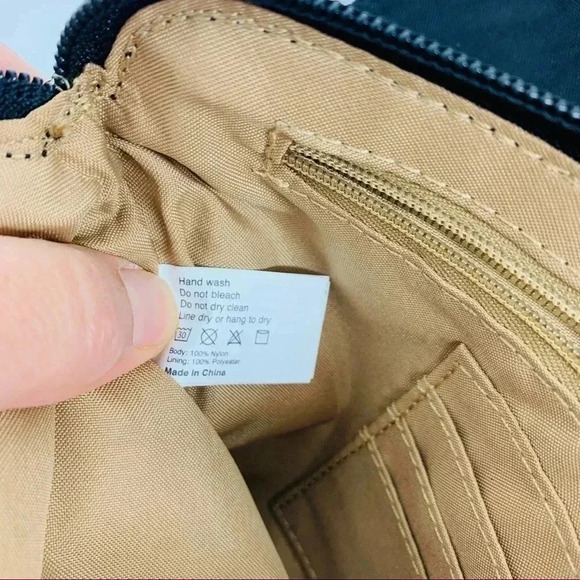 Hand wash
Do not bleach
Do not dry clean
Line dry or hang to dry
30
Body: 100% Nylon
Lining: 100% Polyester
Made in China